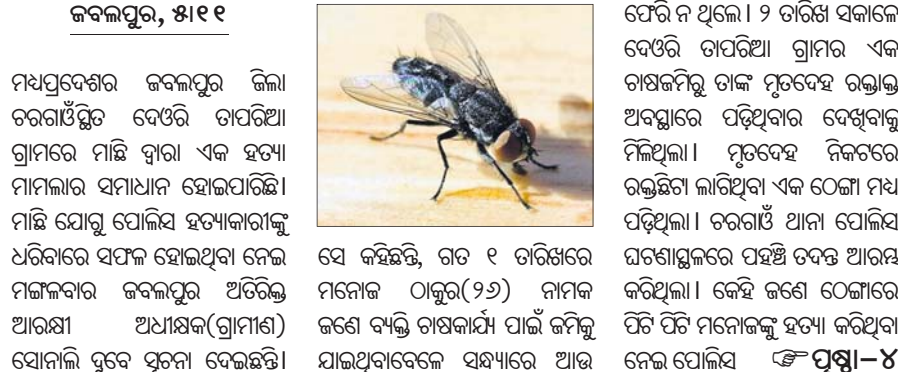 ଜବଲପୁର, ୫।୧୧
ମଧ୍ୟପ୍ରଦେଶର ଜବଲପୁର ଜିଲା
ଚରଗାଓଁସ୍ଥିତ ଦେଓରି ତାପରିଆ
ଗ୍ରାମରେ ମାଛି ଦ୍ୱାରା ଏକ ହତ୍ୟା
ମାମଲାର ସମାଧାନ ହୋଇପାରିଛି।
ମାଛି ଯୋଗୁ ପୋଲିସ ହତ୍ୟାକାରୀଙ୍କୁ
ଧରିବାରେ ସଫଳ ହୋଇଥିବା ନେଇ
ମଙ୍ଗଳବାର ଜବଲପୁର ଅତିରିକ୍ତ
ଆରକ୍ଷୀ ଅଧୀକ୍ଷକ(ଗ୍ରାମୀଣ)
ସୋନାଲି ଦୁବେ ସୂଚନା ଦେଇଛନ୍ତି।
ସେ କହିଛନ୍ତି, ଗତ ୧ ତାରିଖରେ
ମନୋଜ ଠାକୁର(୨୬) ନାମକ
ଜଣେ ବ୍ୟକ୍ତି ଚାଷକାର୍ଯ୍ୟ ପାଇଁ ଜମିକୁ
ଯାଇଥିବାବେଳେ ସନ୍ଧ୍ୟାରେ ଆଉ
ଫେରି ନ ଥିଲେ। ୨ ତାରିଖ ସକାଳେ
ଦେଓରି ତାପରିଆ ଗ୍ରାମର ଏକ
ଚାଷଜମିରୁ ତାଙ୍କ ମୃତଦେହ ରକ୍ତାକ୍ତ
ଅବସ୍ଥାରେ ପଡ଼ିଥିବାର ଦେଖିବାକୁ
ମିଳିଥିଲା। ମୃତଦେହ ନିକଟରେ
ରକ୍ତଛିଟା ଲାଗିଥିବା ଏକ ଠେଙ୍ଗା ମଧ୍ୟ
ପଡ଼ିଥିଲା। ଚରଗାଓଁ ଥାନା ପୋଲିସ
ଘଟଣାସ୍ଥଳରେ ପହଞ୍ଚି ତଦନ୍ତ ଆରମ୍ଭ
କରିଥିଲା। କେହି ଜଣେ ଠେଙ୍ଗାରେ
ପିଟି ପିଟି ମନୋଜଙ୍କୁ ହତ୍ୟା କରିଥିବା
ନେଇ ପୋଲିସ ☞ପୃଷ୍ଠା–୪